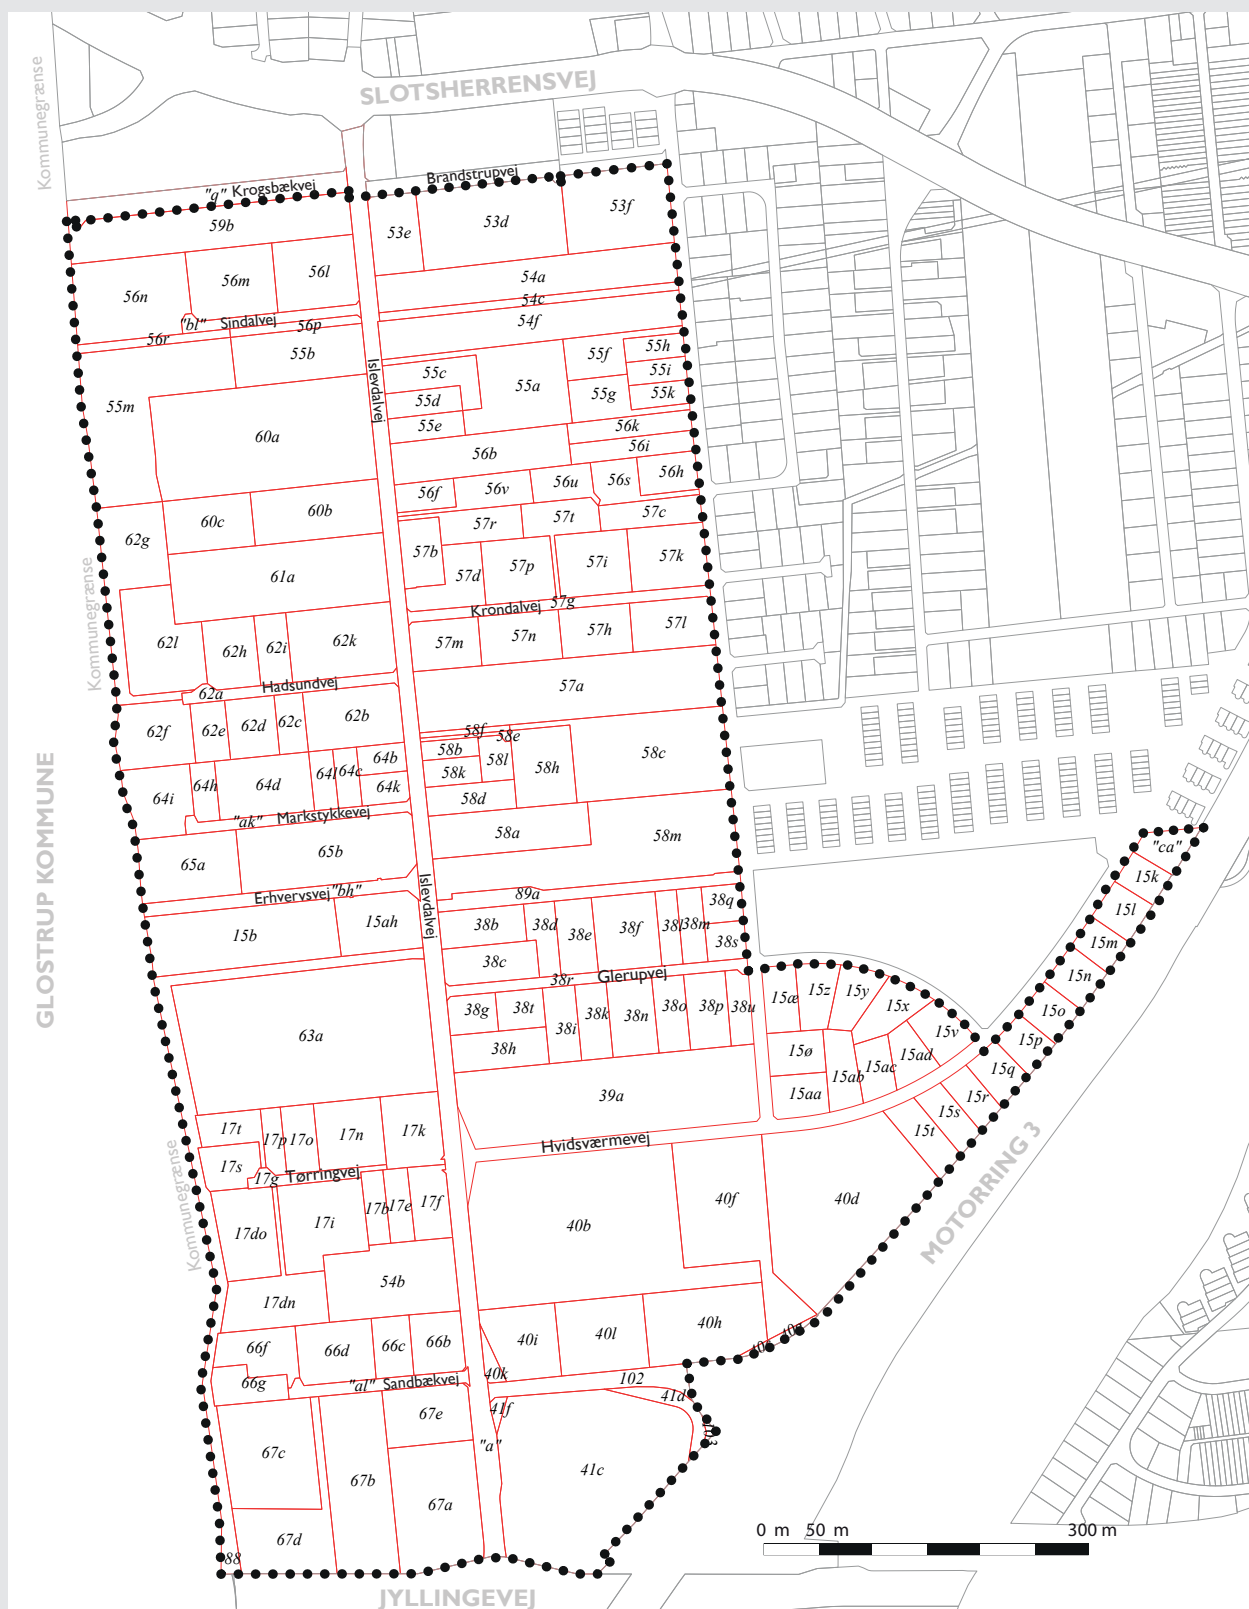 Kommunegrænse
SLOTSHERRENSVEJ
"q" Krogsbækvej
Brandstrupvej
59b
53e
53d
53f
56n
56m
56l
54a
54c
54f
"bl" Sindalvej
56p
56r
55b
55m
Islevdalvej
55c
55d
55e
55a
55f
55g
55h
55i
55k
60a
56b
56k
56i
56f
56v
56u
56s
56h
60c
60b
62g
57r
57t
57c
57b
57d
57p
57i
57k
61a
Kommunegrænse
Krondalvej
57g
62l
62h
62i
62k
57m
57n
57h
57l
62a
Hadsundvej
57a
62f
62e
62d
62c
62b
58f
58e
58b
58k
58l
58h
58c
58d
64i
64h
64d
64l
64c
64b
64k
"ak" Markstykkevej
58a
58m
65a
65b
GLOSTRUP KOMMUNE
Erhvervsvej "bh"
Islevdalvej
89a
15b
15ah
38b
38d
38e
38f
38l
38m
38q
38s
38c
38r
Glerupvej
"ca"
15k
15l
15m
15n
15o
15p
15q
15r
15s
15t
63a
38g
38t
38h
38i
38k
38n
38o
38p
38u
15æ
15z
15y
15x
15v
15ø
15aa
15ab
15ac
15ad
39a
Hvidsværmevej
17t
17p
17o
17n
17k
17s
17g
Tørringvej
Kommunegrænse
17do
17i
17b
17e
17f
40b
40f
40d
MOTORRING 3
17dn
54b
66f
66d
66c
66b
66g
"al" Sandbækvej
40i
40l
40h
40k
102
41d
41f
103
67e
"a"
67c
67b
67a
41c
67d
88
0 m 50 m 300 m
JYLLINGEVEJ